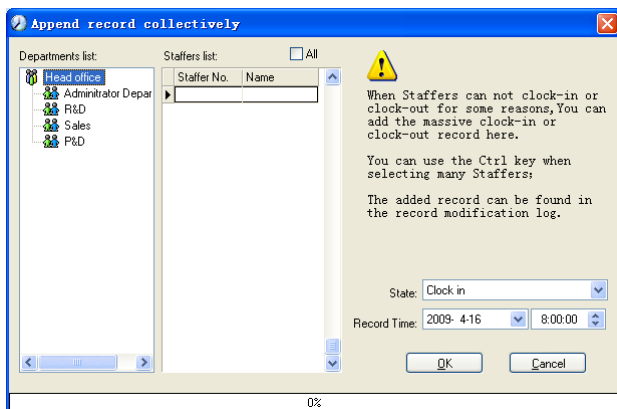 Append record collectively
Departments list:
Staffers list:
All
Head office
Adminitrator Depar
R&D
Sales
P&D
Staffer No. Name
When Staffers can not clock-in or
clock-out for some reasons,You can
add the massive clock-in or
clock-out record here.
You can use the Ctrl key when
selecting many Staffers;
The added record can be found in
the record modification log.
State: Clock in
Record Time: 2009- 4-16 8:00:00
OK Cancel
0%